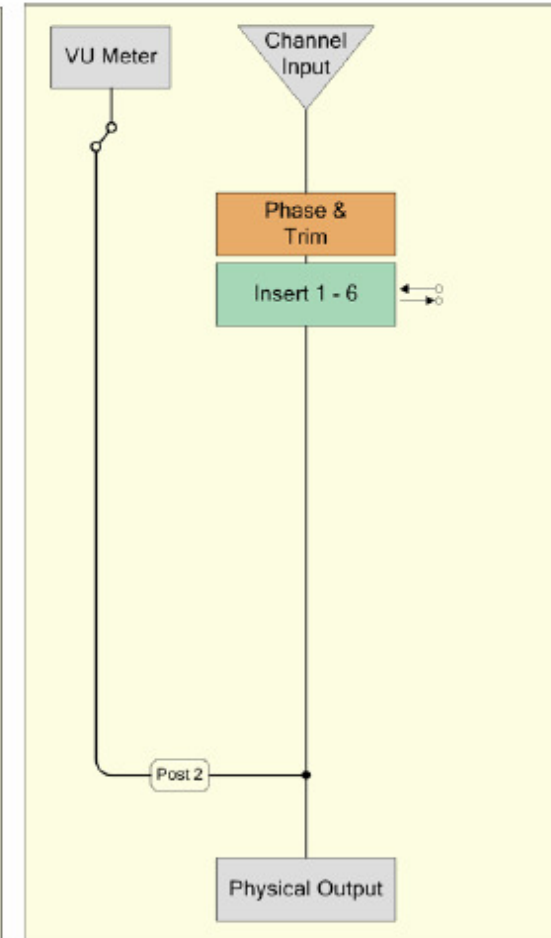 VU Meter
Channel
Input
Phase &
Trim
Insert 1 - 6
Post 2
Physical Output